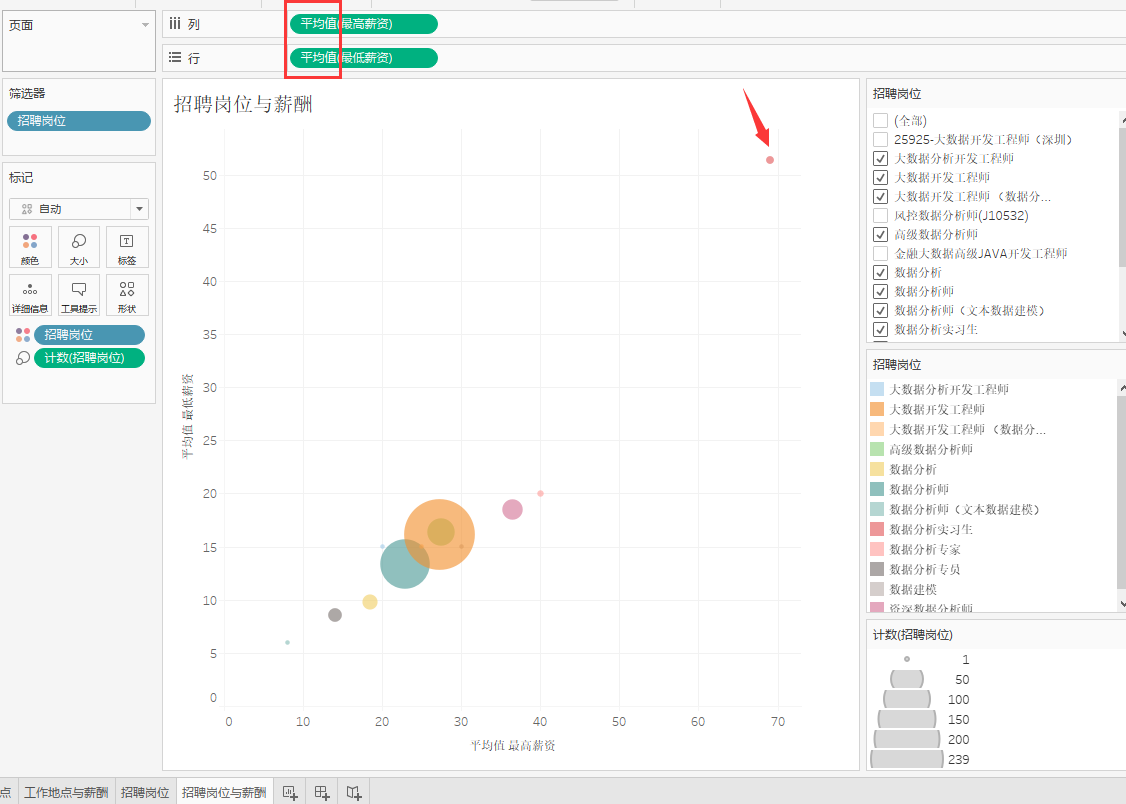 页面
列
平均值(最高薪资)
行
平均值(最低薪资)
筛选器
招聘岗位
标记
自动
颜色
大小
标签
详细信息
工具提示
形状
招聘岗位
计数(招聘岗位)
招聘岗位与薪酬
50
45
40
35
30
25
20
15
10
5
0
平均值 最低薪资
0
10
20
30
40
50
60
70
平均值 最高薪资
招聘岗位
(全部)
25925-大数据开发工程师（深圳）
大数据分析开发工程师
大数据开发工程师
大数据开发工程师（数据分...
风控数据分析师(J10532)
高级数据分析师
金融大数据高级JAVA开发工程师
数据分析
数据分析师
数据分析师（文本数据建模）
数据分析实习生
招聘岗位
大数据分析开发工程师
大数据开发工程师
大数据开发工程师（数据分...
高级数据分析师
数据分析
数据分析师
数据分析师（文本数据建模）
数据分析实习生
数据分析专家
数据分析专员
数据建模
资深数据分析师
计数(招聘岗位)
1
50
100
150
200
239
点
工作地点与薪酬
招聘岗位
招聘岗位与薪酬